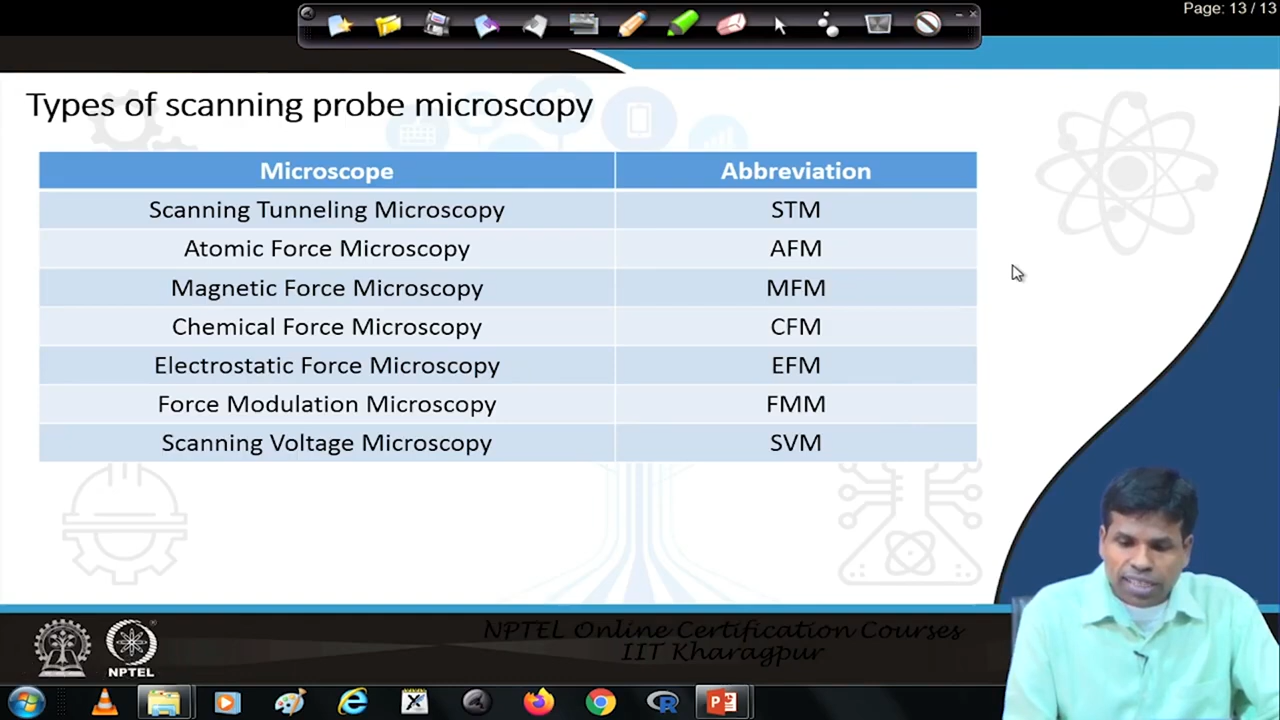 Page: 13 / 13
Types of scanning probe microscopy
Microscope Abbreviation
Scanning Tunneling Microscopy STM
Atomic Force Microscopy AFM
Magnetic Force Microscopy MFM
Chemical Force Microscopy CFM
Electrostatic Force Microscopy EFM
Force Modulation Microscopy FMM
Scanning Voltage Microscopy SVM
NPTEL Online Certification Courses
IIT Kharagpur
NPTEL